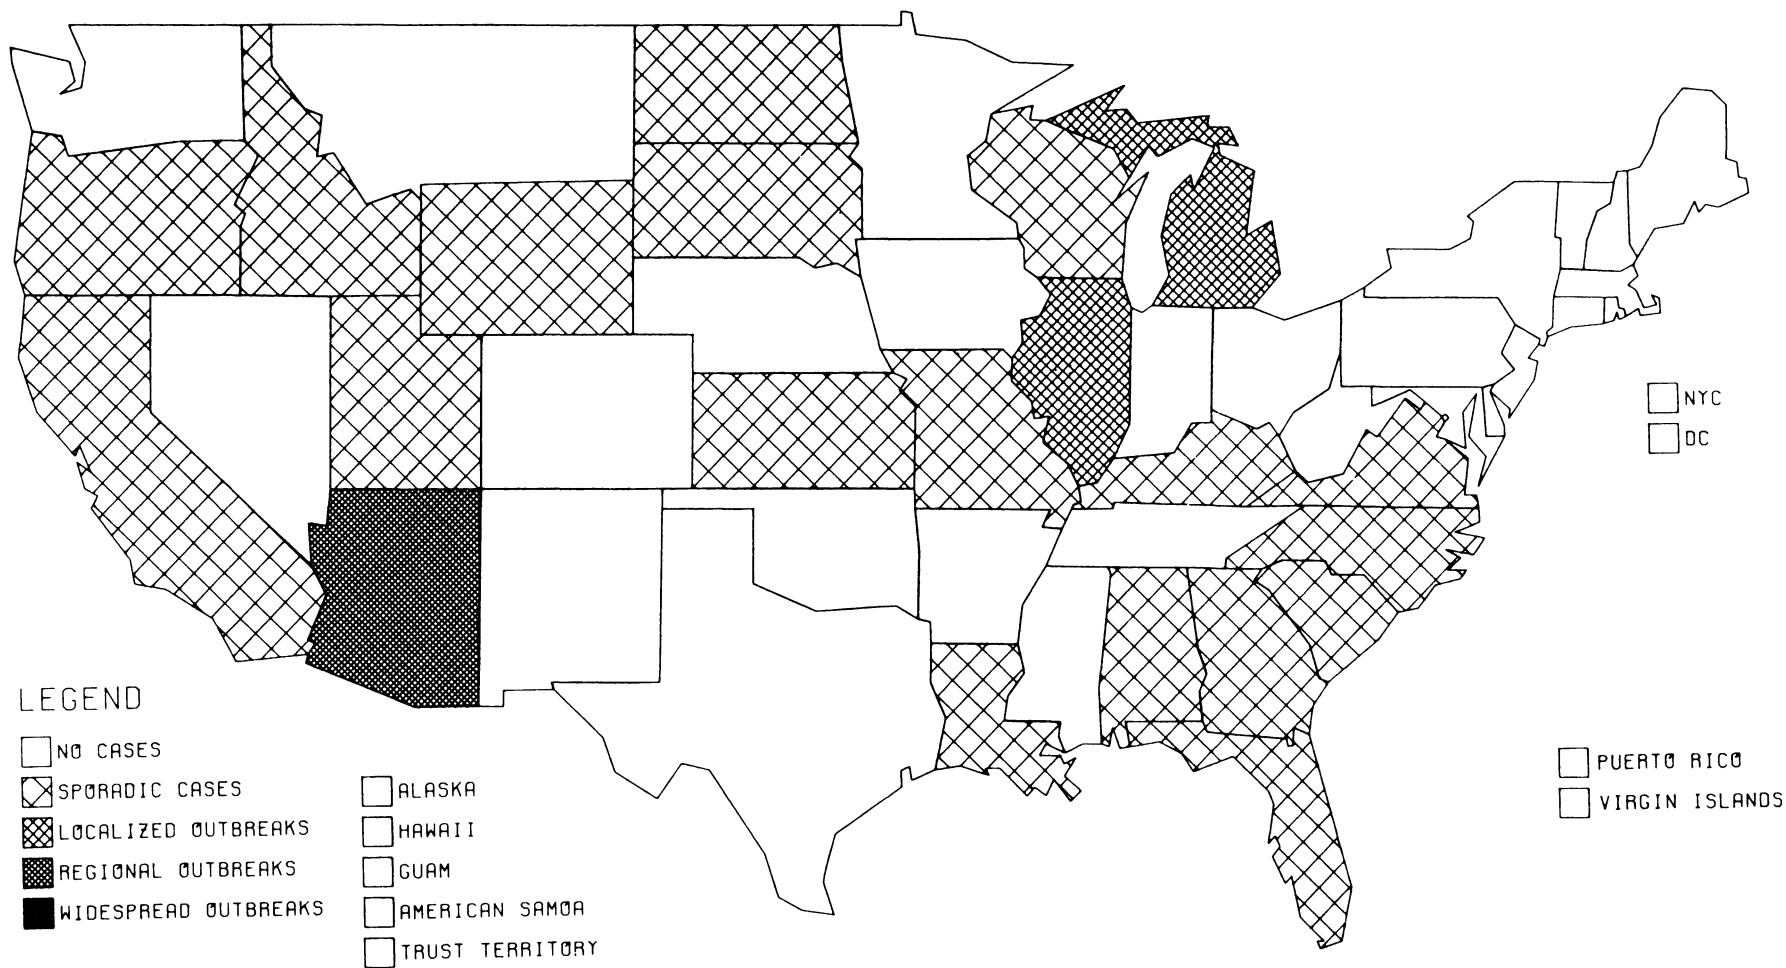 NYC
DC
LEGEND
NO CASES
SPORADIC CASES
LOCALIZED OUTBREAKS
REGIONAL OUTBREAKS
WIDESPREAD OUTBREAKS
ALASKA
HAWAII
GUAM
AMERICAN SAMOA
TRUST TERRITORY
PUERTO RICO
VIRGIN ISLANDS